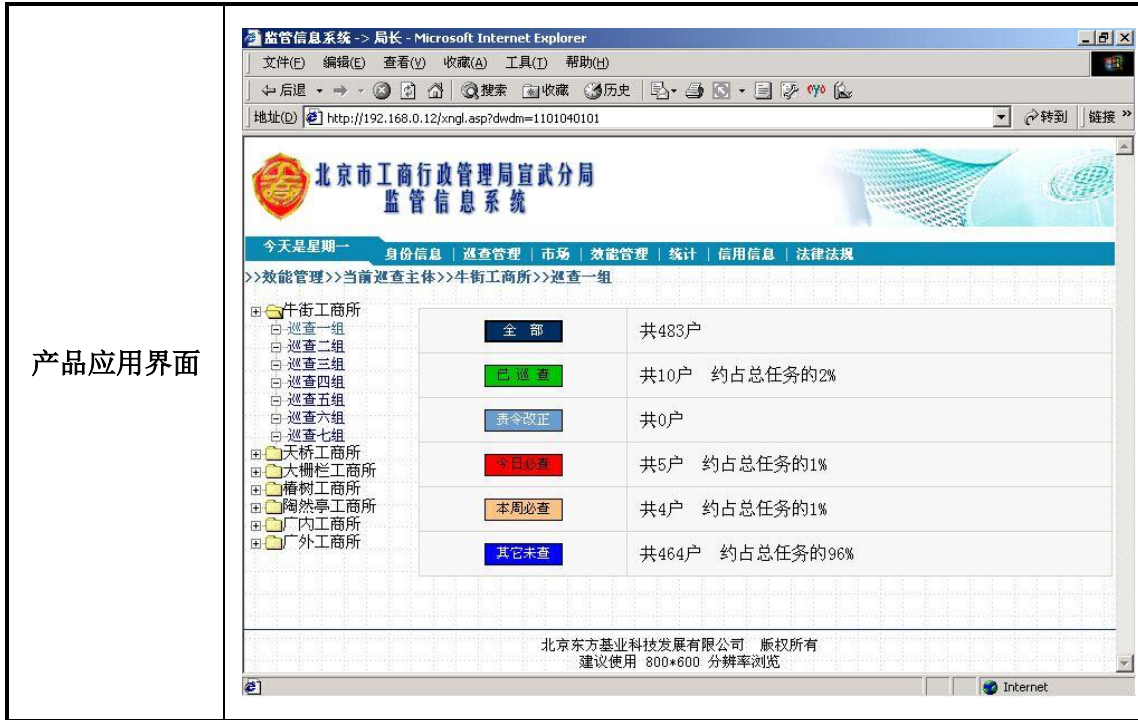 产品应用界面
监管信息系统 -> 局长 - Microsoft Internet Explorer
文件(F) 编辑(E) 查看(V) 收藏(A) 工具(T) 帮助(H)
后退 搜索 收藏 历史
地址(D) http://192.168.0.12/xngl.asp?dwdm=1101040101 转到 链接 »
北京市工商行政管理局宣武分局
监管信息系统
今天是星期一 身份信息 | 巡查管理 | 市场 | 效能管理 | 统计 | 信用信息 | 法律法规
>>效能管理>>当前巡查主体>>牛街工商所>>巡查一组
牛街工商所
巡查一组
巡查二组
巡查三组
巡查四组
巡查五组
巡查六组
巡查七组
天桥工商所
大栅栏工商所
椿树工商所
陶然亭工商所
广内工商所
广外工商所
全 部 共483户
已巡查 共10户 约占总任务的2%
责令改正 共0户
今日必查 共5户 约占总任务的1%
本周必查 共4户 约占总任务的1%
其它未查 共464户 约占总任务的96%
北京东方基业科技发展有限公司 版权所有
建议使用 800*600 分辨率浏览
Internet